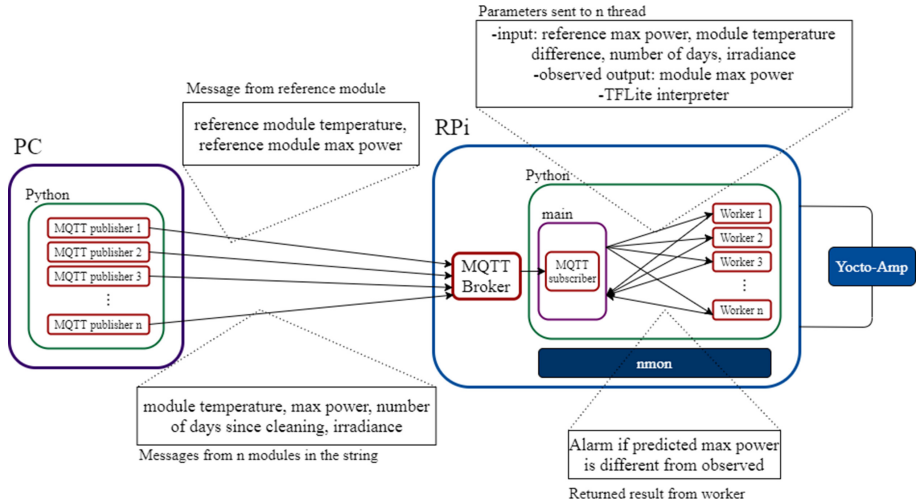 Parameters sent to n thread
-input: reference max power, module temperature
difference, number of days, irradiance
-observed output: module max power
-TFLite interpreter
Message from reference module
reference module temperature,
reference module max power
PC
Python
MQTT publisher 1
MQTT publisher 2
MQTT publisher 3
⋮
MQTT publisher n
RPi
MQTT
Broker
Python
main
MQTT
subscriber
Worker 1
Worker 2
Worker 3
⋮
Worker n
nmon
Yocto-Amp
module temperature, max power, number
of days since cleaning, irradiance
Messages from n modules in the string
Alarm if predicted max power
is different from observed
Returned result from worker